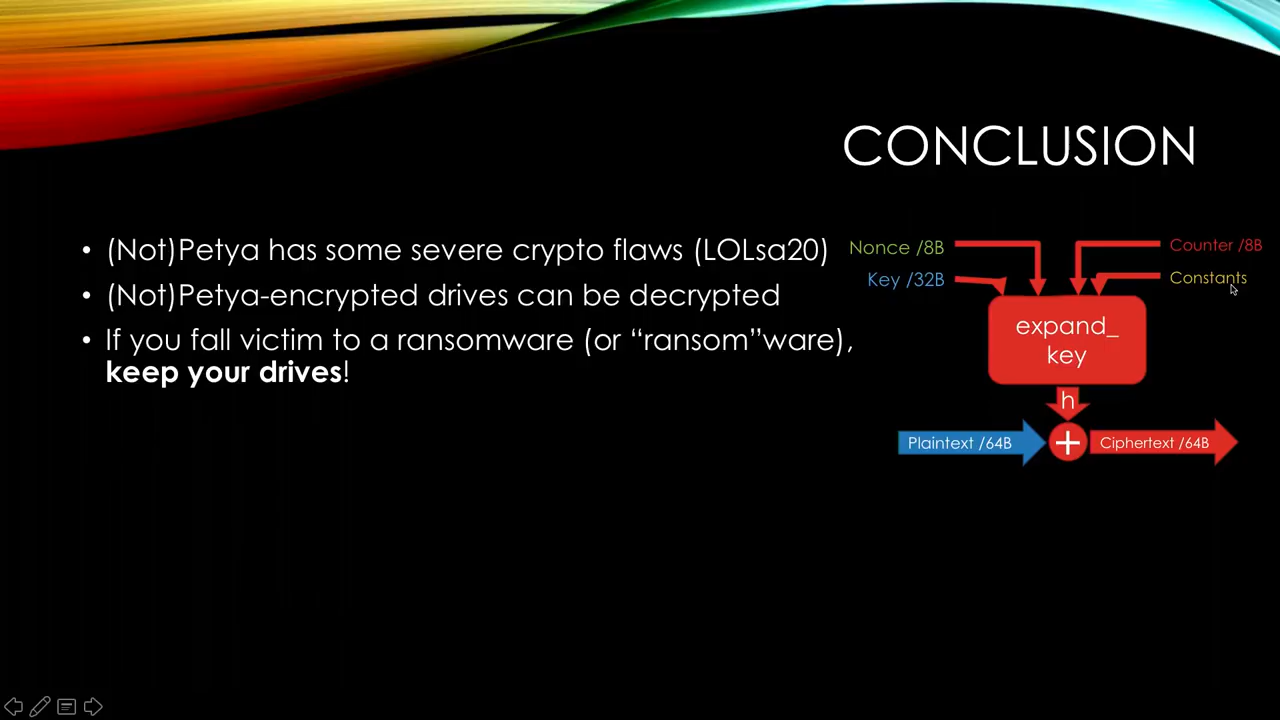 CONCLUSION
• (Not)Petya has some severe crypto flaws (LOLsa20)
• (Not)Petya-encrypted drives can be decrypted
• If you fall victim to a ransomware (or “ransom”ware),
keep your drives!
Nonce /8B
Counter /8B
Key /32B
Constants
expand_
key
h
Plaintext /64B
+
Ciphertext /64B